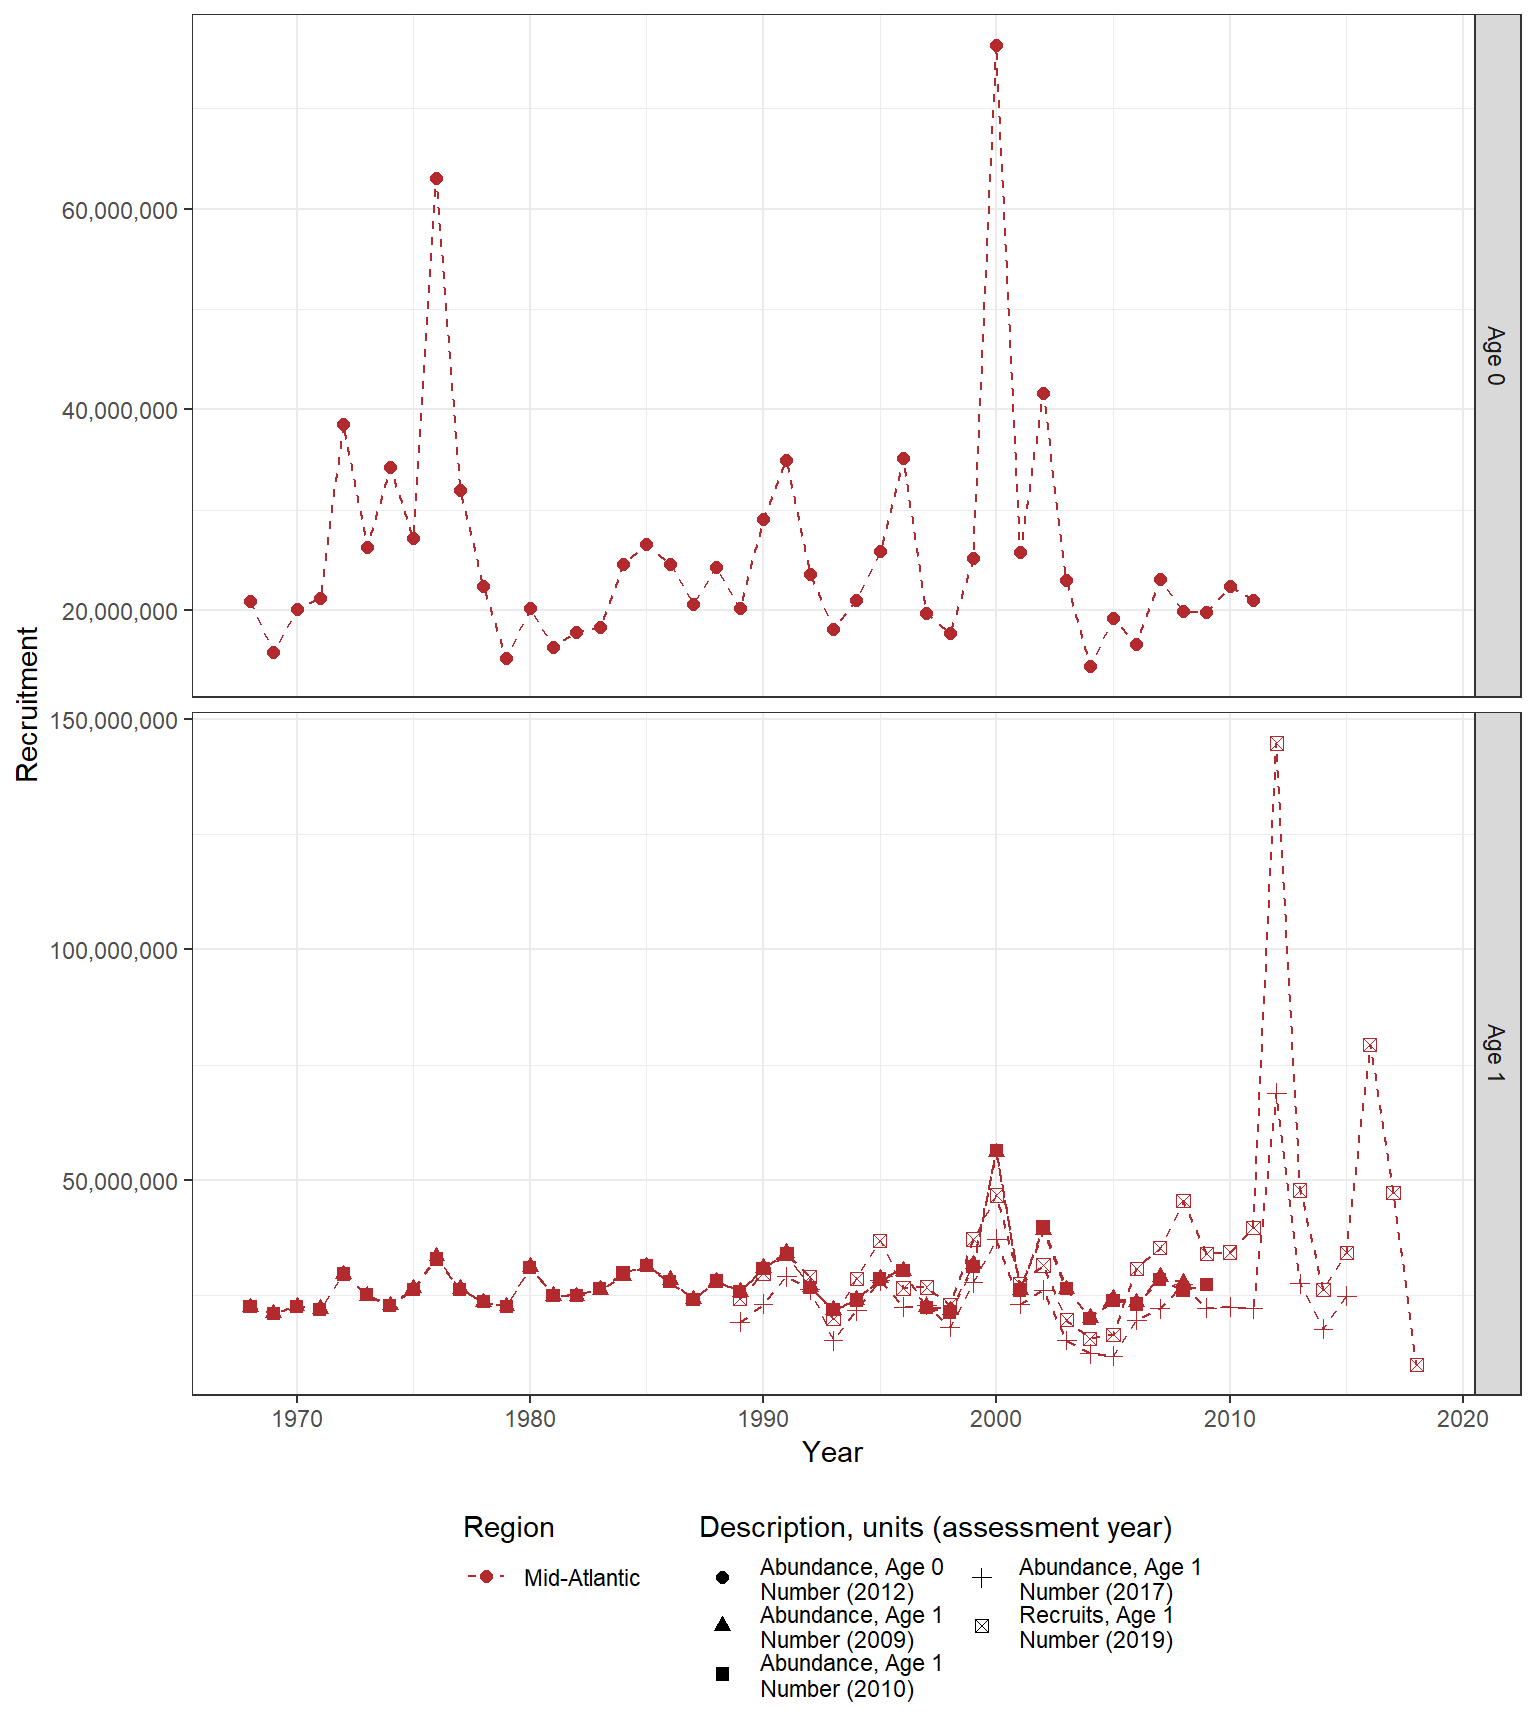 60,000,000
40,000,000
20,000,000
Age 0
Recruitment
150,000,000
100,000,000
50,000,000
Age 1
1970 1980 1990 2000 2010 2020
Year
Region
Mid-Atlantic
Description, units (assessment year)
Abundance, Age 0
Number (2012)
Abundance, Age 1
Number (2009)
Abundance, Age 1
Number (2010)
Abundance, Age 1
Number (2017)
Recruits, Age 1
Number (2019)